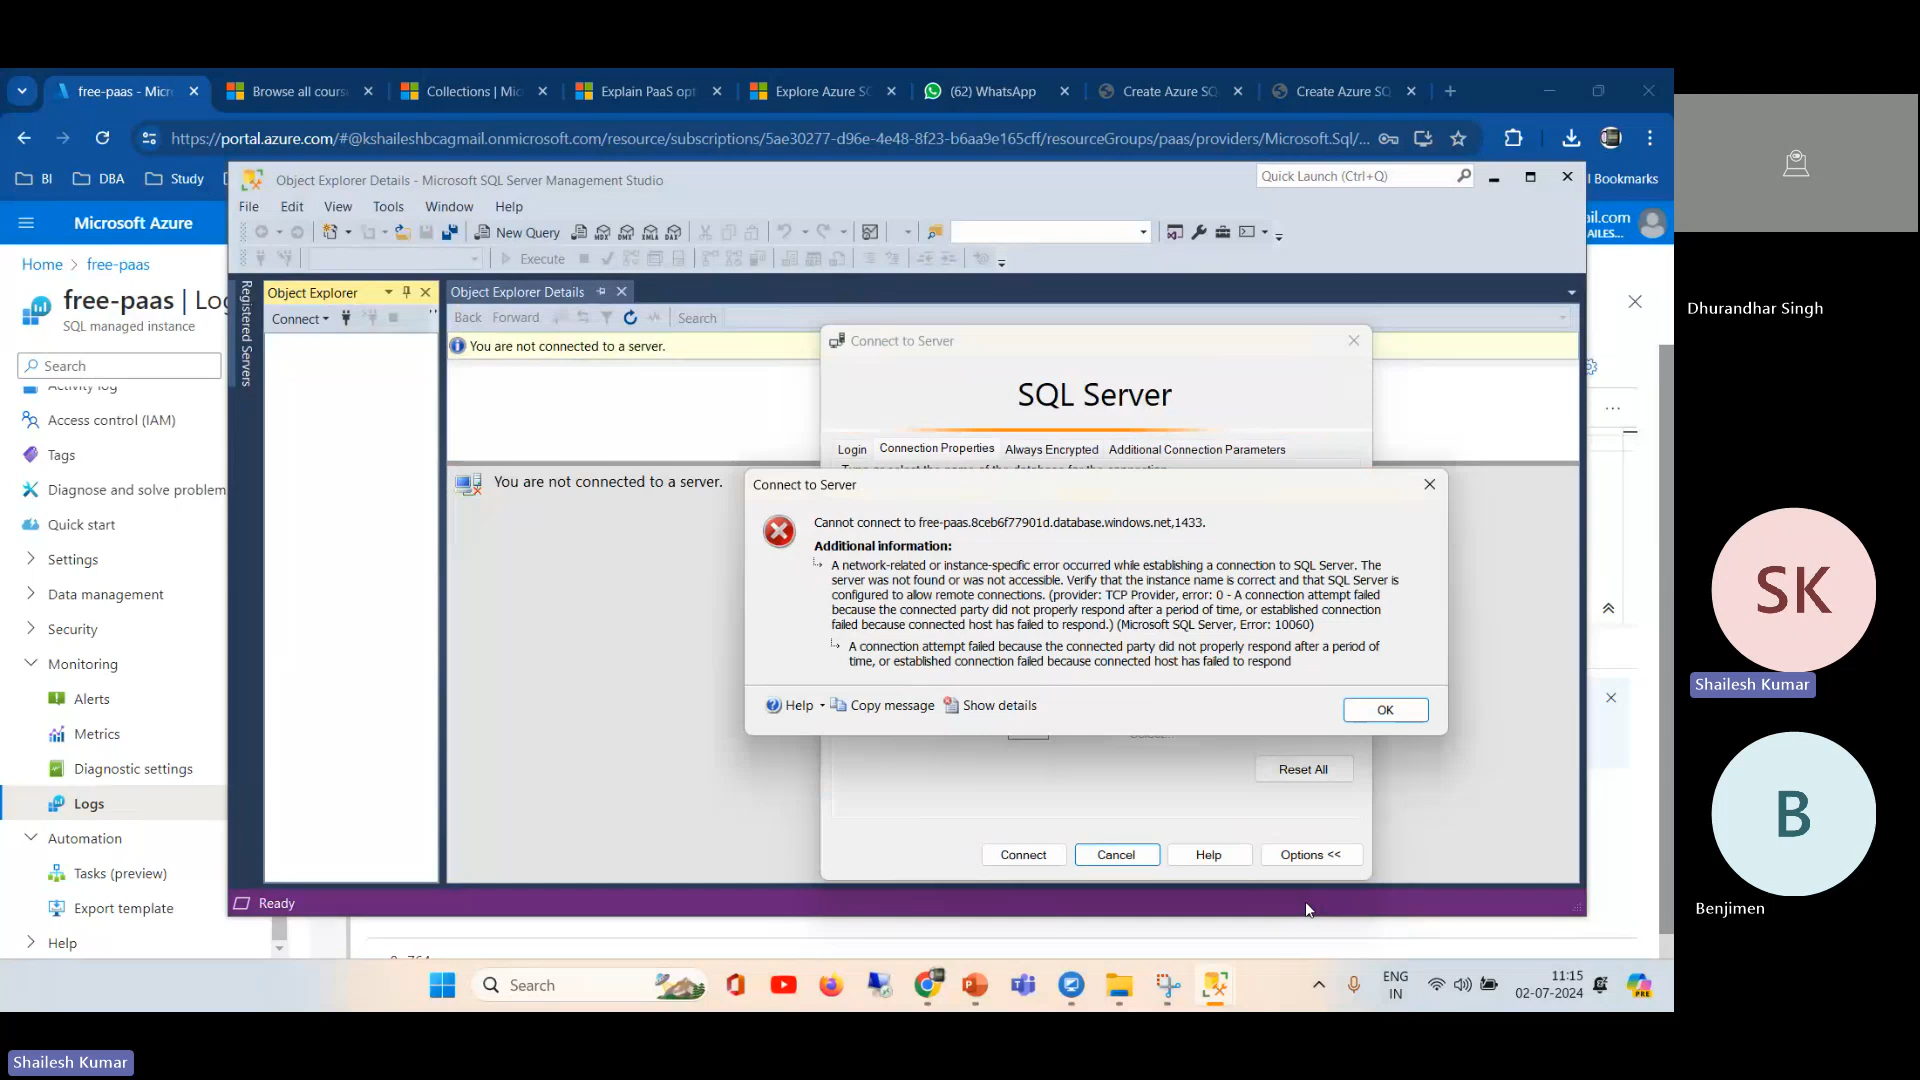 free-paas - Micr
Browse all cours
Collections | Mic
Explain PaaS opt
Explore Azure SQ
(62) WhatsApp
Create Azure SQ
Create Azure SQ
https://portal.azure.com/#@kshaileshbcagmail.onmicrosoft.com/resource/subscriptions/5ae30277-d96e-4e48-8f23-b6aa9e165cff/resourceGroups/paas/providers/Microsoft.Sql/...
BI
DBA
Study
l Bookmarks
Object Explorer Details - Microsoft SQL Server Management Studio
Quick Launch (Ctrl+Q)
File Edit View Tools Window Help
Microsoft Azure
ail.com
AILES...
New Query
Execute
Home > free-paas
free-paas | Log
SQL managed instance
Search
Activity log
Access control (IAM)
Tags
Diagnose and solve problem
Quick start
Settings
Data management
Security
Monitoring
Alerts
Metrics
Diagnostic settings
Logs
Automation
Tasks (preview)
Export template
Help
Registered Servers
Object Explorer
Connect
Object Explorer Details
Back Forward Search
You are not connected to a server.
You are not connected to a server.
Connect to Server
SQL Server
Login Connection Properties Always Encrypted Additional Connection Parameters
Connect to Server
Cannot connect to free-paas.8ceb6f77901d.database.windows.net,1433.
Additional information:
A network-related or instance-specific error occurred while establishing a connection to SQL Server. The
server was not found or was not accessible. Verify that the instance name is correct and that SQL Server is
configured to allow remote connections. (provider: TCP Provider, error: 0 - A connection attempt failed
because the connected party did not properly respond after a period of time, or established connection
failed because connected host has failed to respond.) (Microsoft SQL Server, Error: 10060)
A connection attempt failed because the connected party did not properly respond after a period of
time, or established connection failed because connected host has failed to respond
Help Copy message Show details OK
Reset All
Connect Cancel Help Options <<
Ready
Search
ENG
IN
11:15
02-07-2024
PRE
Dhurandhar Singh
SK
Shailesh Kumar
B
Benjimen
Shailesh Kumar